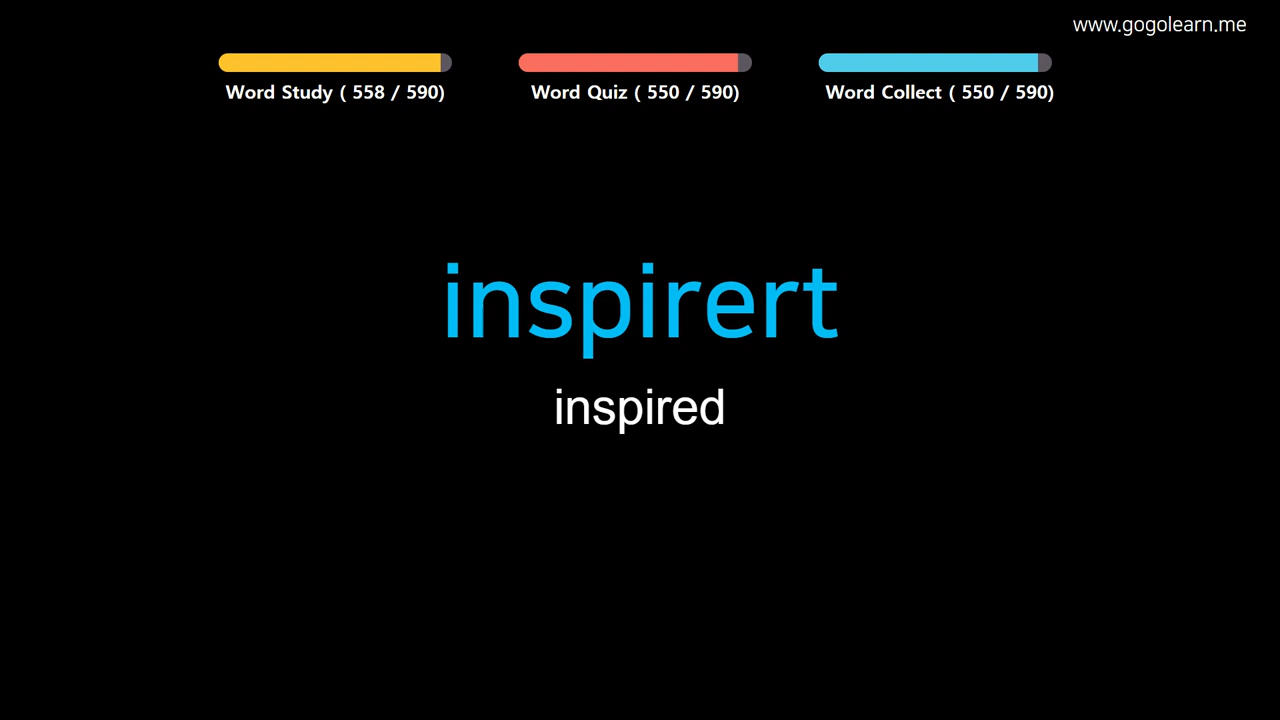 www.gogolearn.me
Word Study ( 558 / 590)
Word Quiz ( 550 / 590)
Word Collect ( 550 / 590)
inspirert
inspired